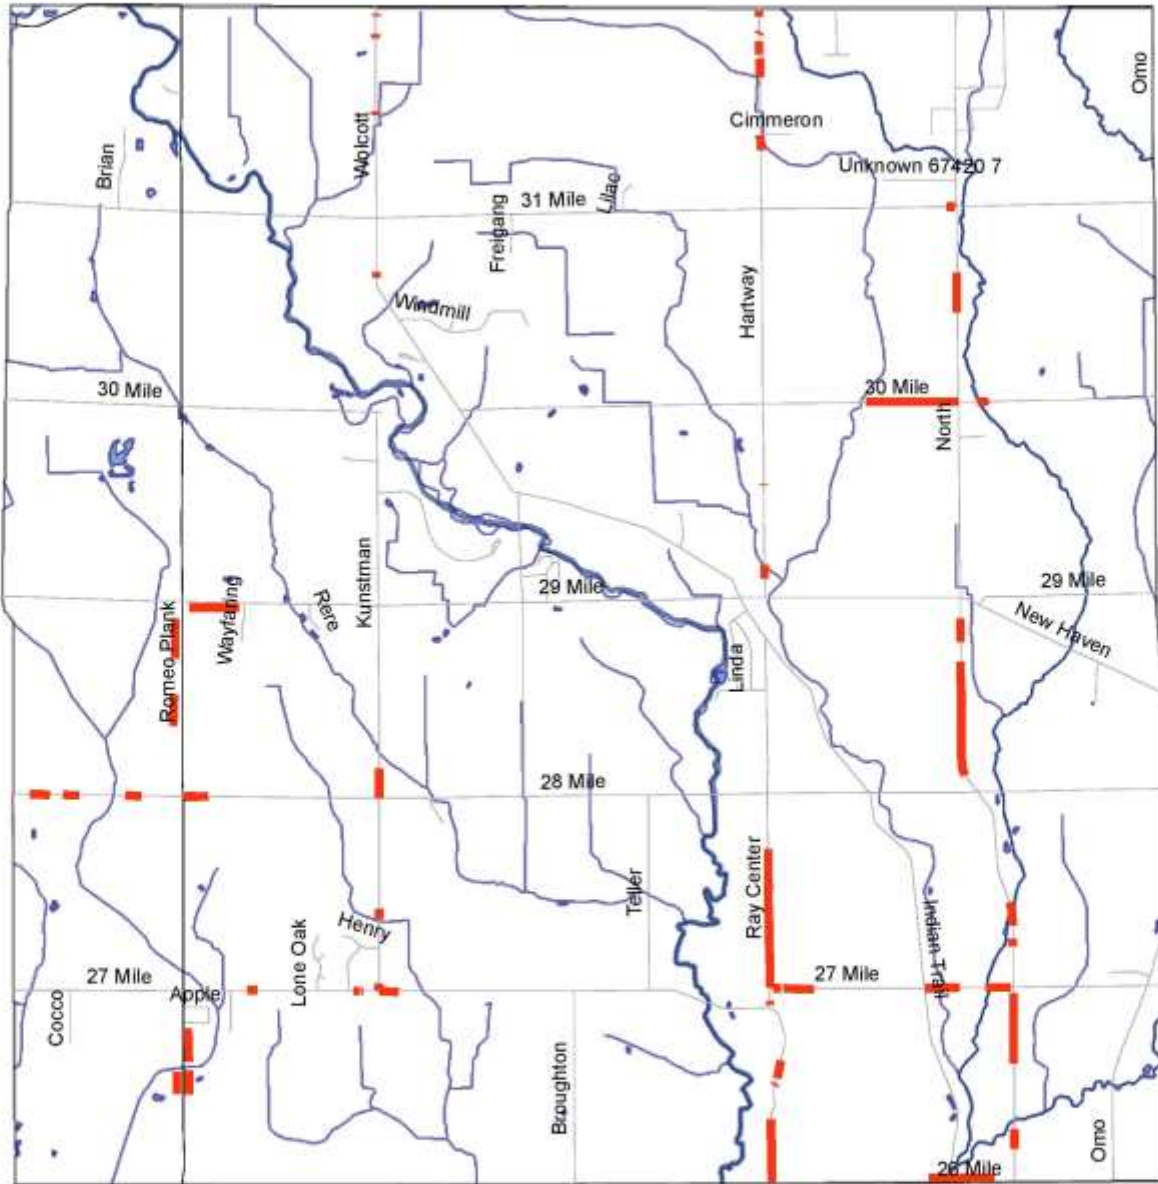 Omo
Cimmeron
Wolcott
Brian
Unknown 67420 7
Lilac
31 Mile
Freigang
Hartway
Windmill
30 Mile
30 Mile
North
Kunstman
29 Mile
29 Mile
Rere
Wayfaring
Romeo Plank
New Haven
Linda
28 Mile
Ray Center
Teller
Henry
Lone Oak
Indian Trail
27 Mile
27 Mile
Apple
Cocco
Broughton
Omo
26 Mile